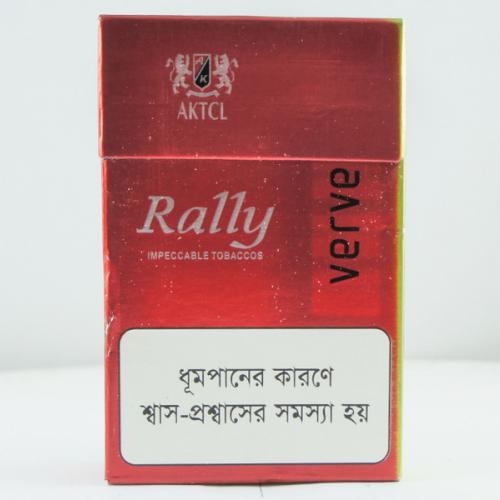 A
K
AKTCL
Rally
IMPECCABLE TOBACCOS
verve
ধূমপানের কারণে
শ্বাস-প্রশ্বাসের সমস্যা হয়